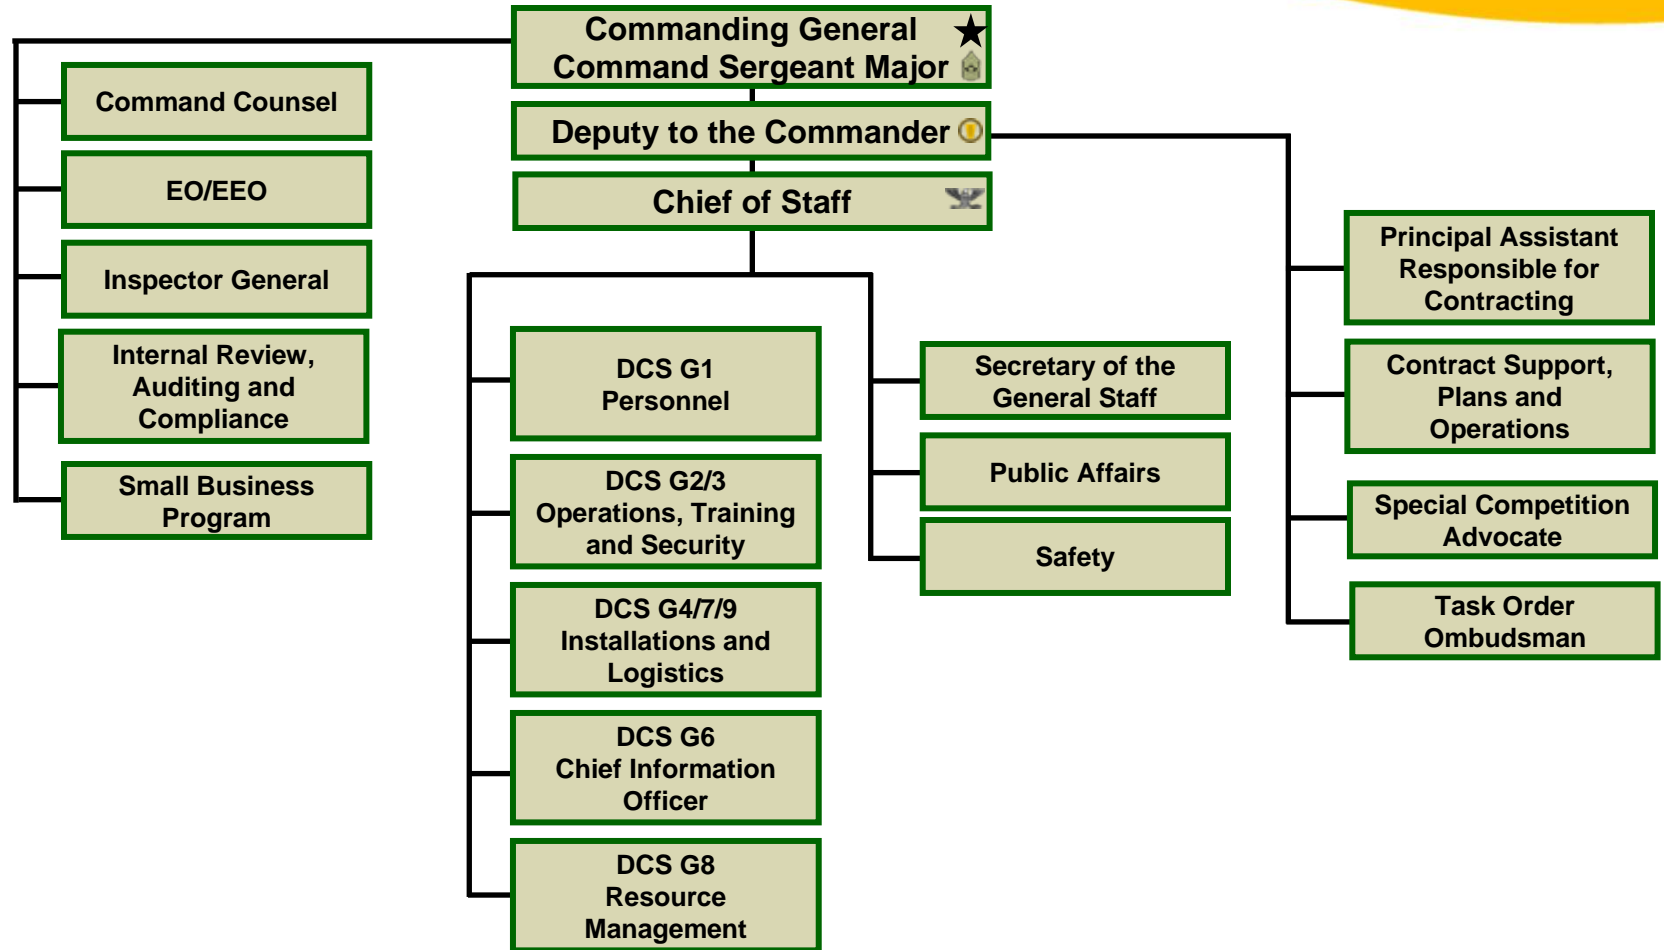 Commanding General
Command Sergeant Major
Deputy to the Commander
Chief of Staff
Command Counsel
EO/EEO
Inspector General
Internal Review,
Auditing and
Compliance
Small Business
Program
DCS G1
Personnel
DCS G2/3
Operations, Training
and Security
DCS G4/7/9
Installations and
Logistics
DCS G6
Chief Information
Officer
DCS G8
Resource
Management
Secretary of the
General Staff
Public Affairs
Safety
Principal Assistant
Responsible for
Contracting
Contract Support,
Plans and
Operations
Special Competition
Advocate
Task Order
Ombudsman